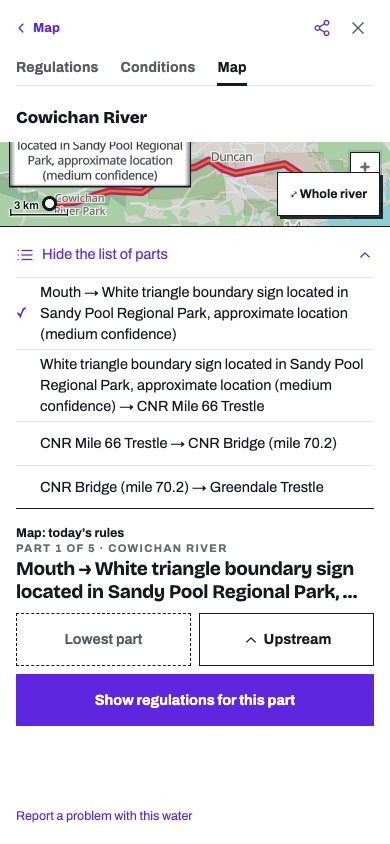 Map
Regulations
Conditions
Map
Cowichan River
located in Sandy Pool Regional
Park, approximate location
(medium confidence)
Duncan
+
Whole river
3 km
Cowichan
River Park
Hide the list of parts
Mouth → White triangle boundary sign located in
Sandy Pool Regional Park, approximate location
(medium confidence)
White triangle boundary sign located in Sandy Pool
Regional Park, approximate location (medium
confidence) → CNR Mile 66 Trestle
CNR Mile 66 Trestle → CNR Bridge (mile 70.2)
CNR Bridge (mile 70.2) → Greendale Trestle
Map: today's rules
PART 1 OF 5 · COWICHAN RIVER
Mouth → White triangle boundary sign
located in Sandy Pool Regional Park, ...
Lowest part
Upstream
Show regulations for this part
Report a problem with this water